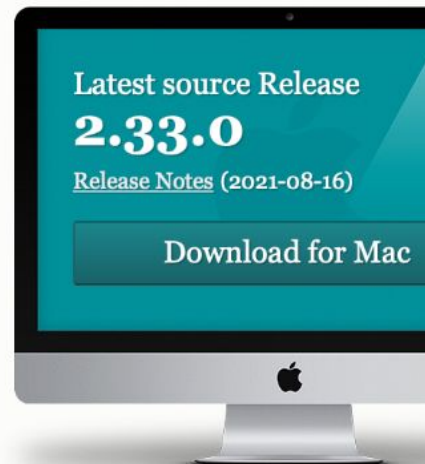 Latest source Release
2.33.0
Release Notes (2021-08-16)
Download for Mac